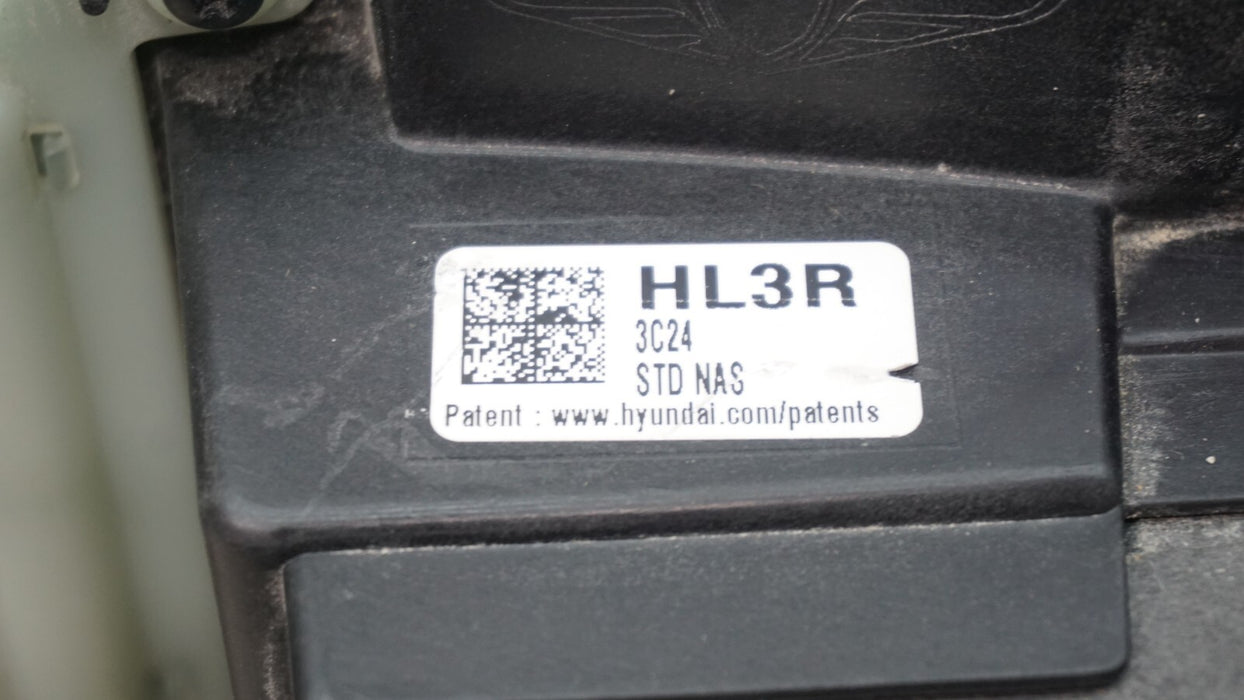 HL3R
3C24
STD NAS
Patent : www.hyundai.com/patents